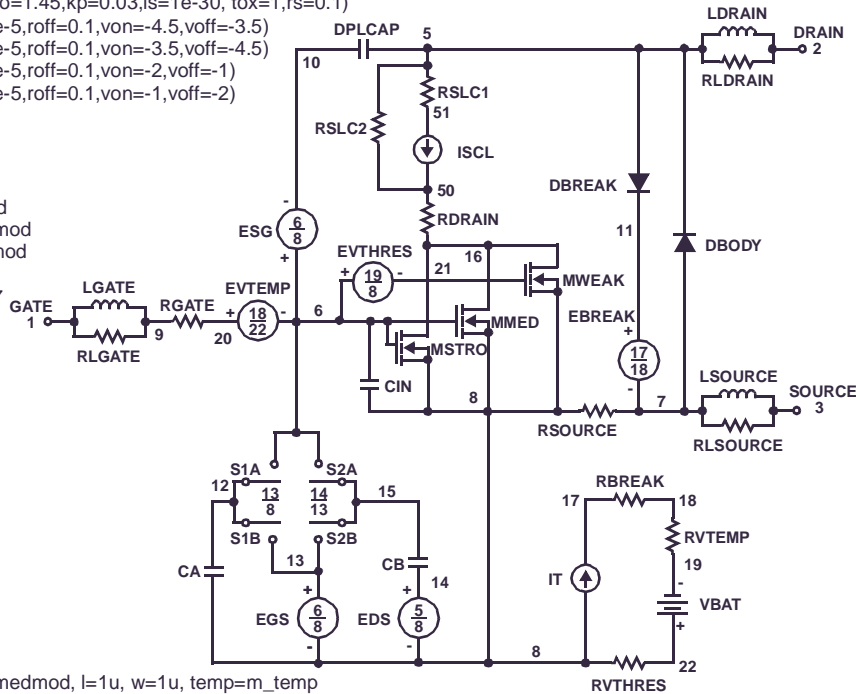 o=1.45,kp=0.03,is=1e-30, tox=1,rs=0.1)
e-5,roff=0.1,von=-4.5,voff=-3.5)
e-5,roff=0.1,von=-3.5,voff=-4.5)
e-5,roff=0.1,von=-2,voff=-1)
e-5,roff=0.1,von=-1,voff=-2)
d
mod
mod
LDRAIN
DPLCAP 5 DRAIN
10 2
RLDRAIN
RSLC1
51
RSLC2
ISCL
50
DBREAK
RDRAIN
11
DBODY
ESG 6 8
- +
EVTHRES
+ 19 8 -
16
21
MWEAK
LGATE
GATE
1
RLGATE
9
RGATE
EVTEMP
+ 18 22 -
20
6
MMED
MSTRO
EBREAK
+ 17 18 -
CIN
8
LSOURCE
SOURCE
7
3
RSOURCE
RLSOURCE
S1A S2A
12 13 8 14 13 15
S1B S2B
13
CA
CB
14
+ +
EGS 6 8 EDS 5 8
- -
RBREAK
17 18
RVTEMP
19
IT
-
VBAT
+
8
22
RVTHRES
medmod, l=1u, w=1u, temp=m_temp